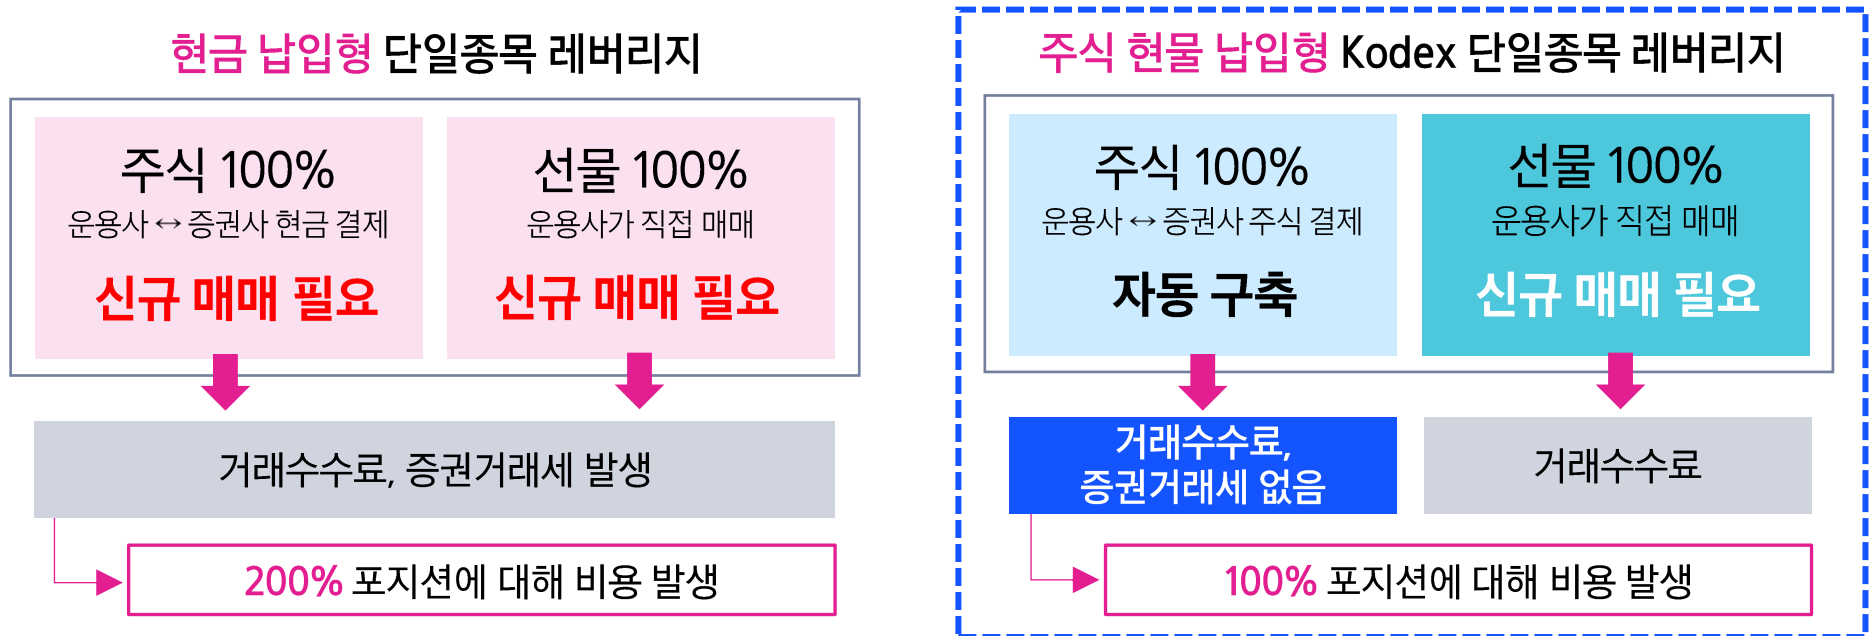 현금 납입형 단일종목 레버리지
주식 100%
운용사 ↔ 증권사 현금 결제
신규 매매 필요
선물 100%
운용사가 직접 매매
신규 매매 필요
거래수수료, 증권거래세 발생
200% 포지션에 대해 비용 발생
주식 현물 납입형 Kodex 단일종목 레버리지
주식 100%
운용사 ↔ 증권사 주식 결제
자동 구축
선물 100%
운용사가 직접 매매
신규 매매 필요
거래수수료,
증권거래세 없음
거래수수료
100% 포지션에 대해 비용 발생